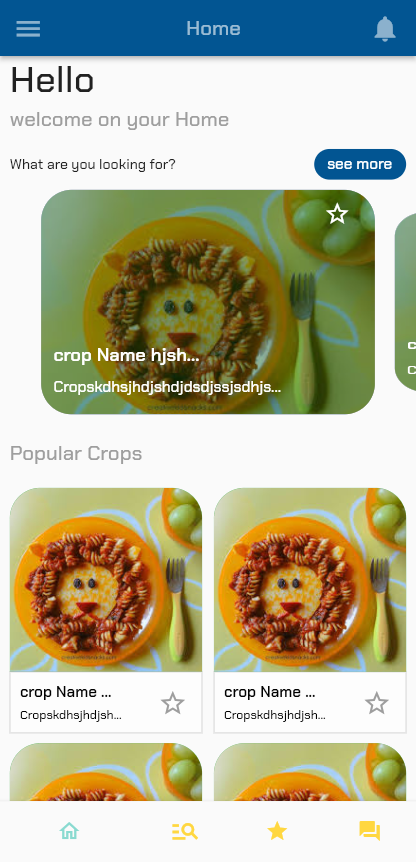 Home
Hello
welcome on your Home
What are you looking for?
see more
crop Name hjsh...
Cropskdhsjhdjshdjdsdjssjsdhjs...
c
C
Popular Crops
crop Name ...
Cropskdhsjhdjsh...
crop Name ...
Cropskdhsjhdjsh...